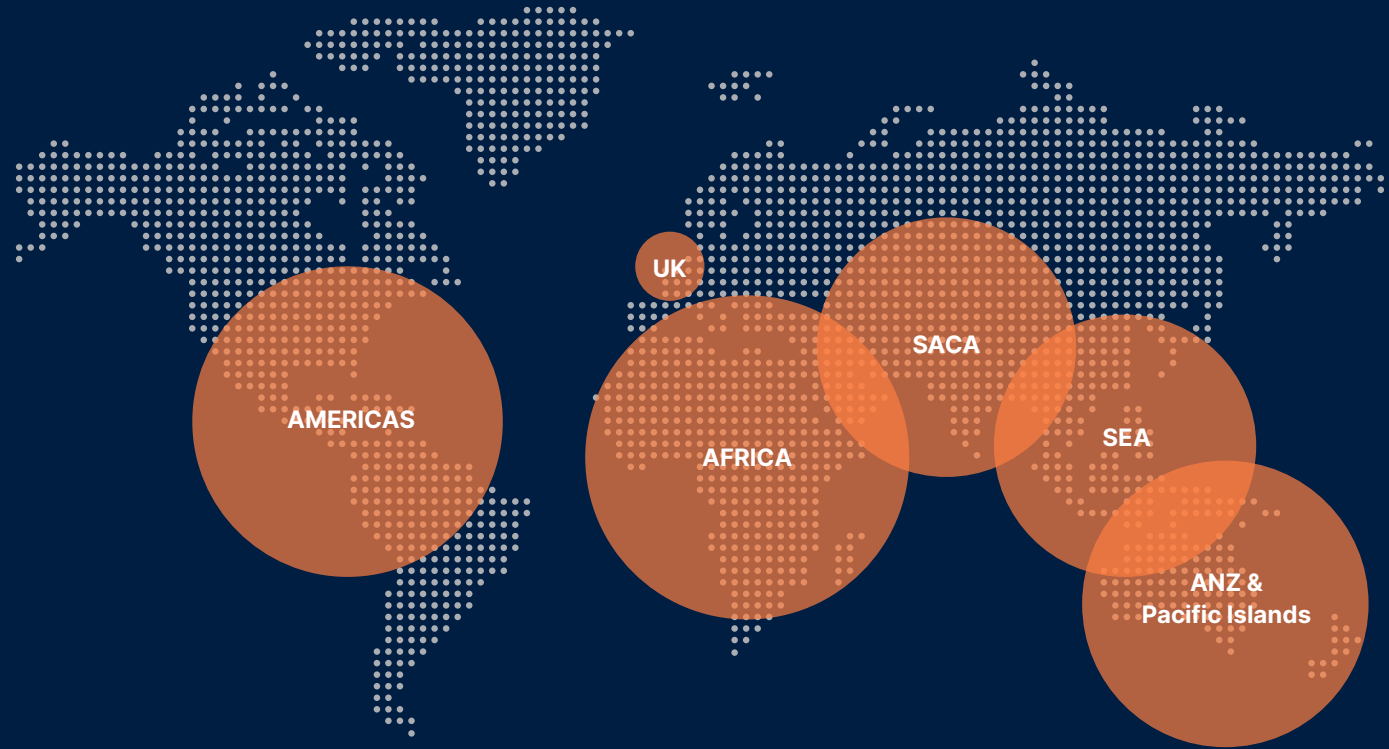 UK
SACA
AMERICAS
AFRICA
SEA
ANZ &
Pacific Islands